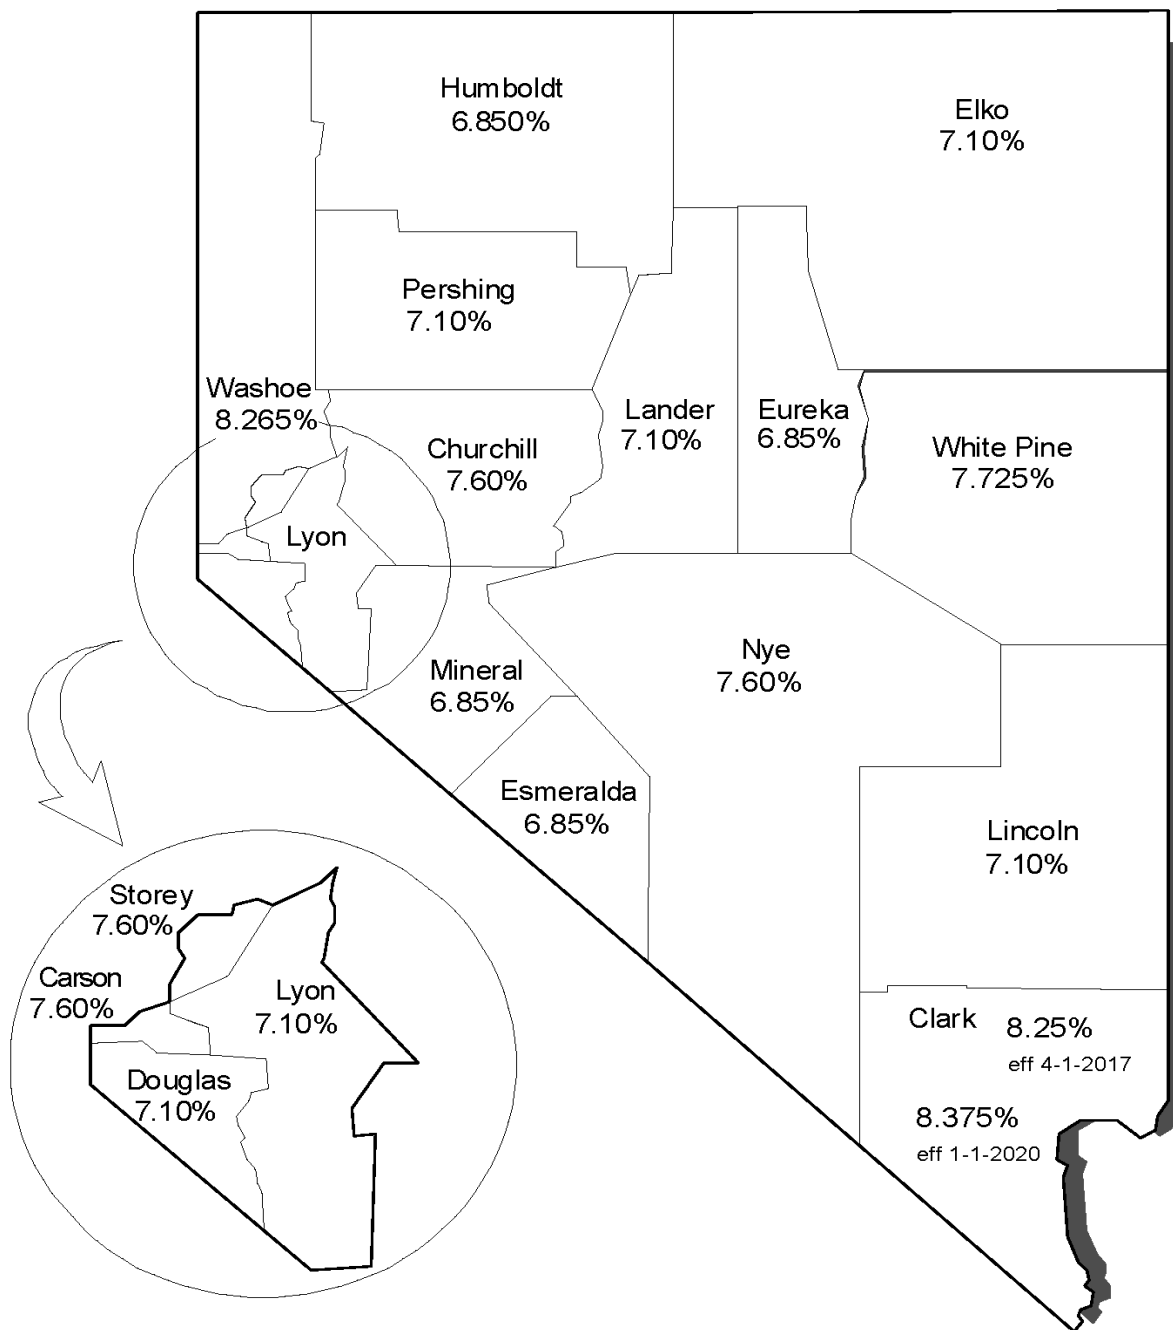 Humboldt
6.850%
Elko
7.10%
Pershing
7.10%
Washoe
8.265%
Churchill
7.60%
Lander
7.10%
Eureka
6.85%
White Pine
7.725%
Lyon
Mineral
6.85%
Nye
7.60%
Esmeralda
6.85%
Lincoln
7.10%
Storey
7.60%
Carson
7.60%
Lyon
7.10%
Douglas
7.10%
Clark 8.25%
eff 4-1-2017
8.375%
eff 1-1-2020